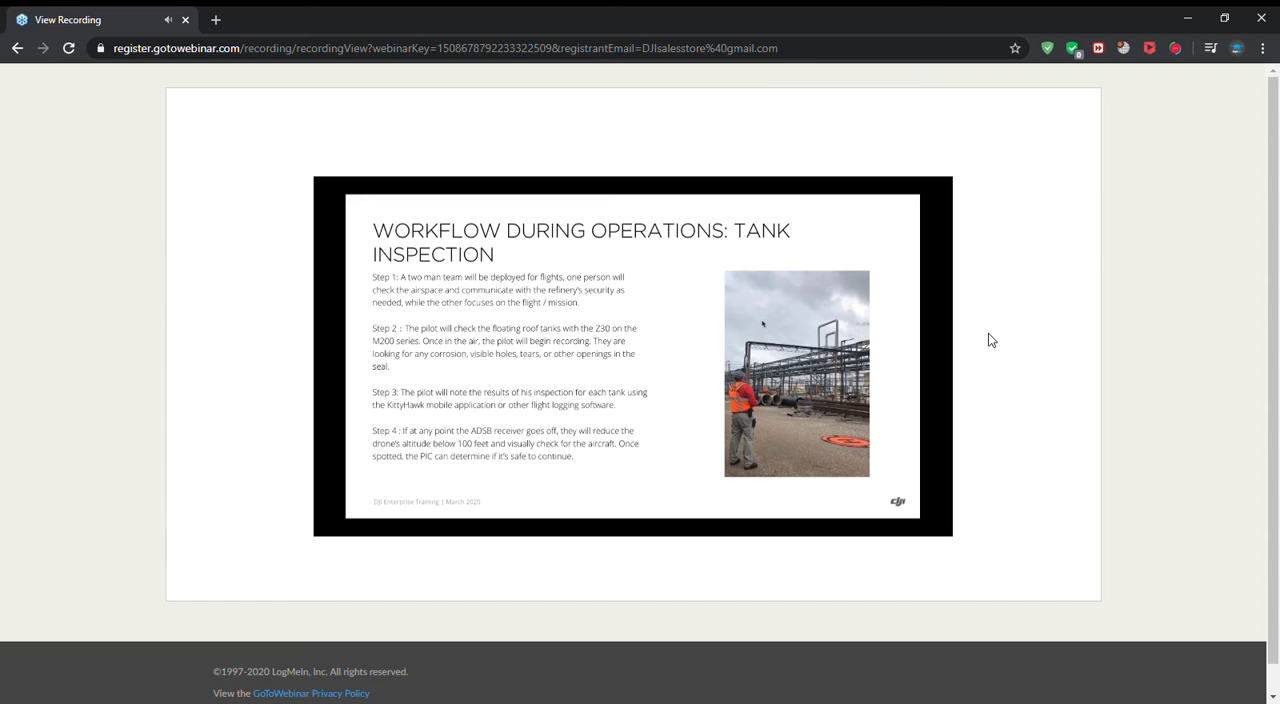 View Recording
register.gotowebinar.com/recording/recordingView?webinarKey=1508678792233322509&registrantEmail=DJIsalesstore%40gmail.com
0
WORKFLOW DURING OPERATIONS: TANK
INSPECTION
Step 1: A two man team will be deployed for flights, one person will
check the airspace and communicate with the refinery's security as
needed, while the other focuses on the flight / mission.
Step 2 : The pilot will check the floating roof tanks with the Z30 on the
M200 series. Once in the air, the pilot will begin recording. They are
looking for any corrosion, visible holes, tears, or other openings in the
seal.
Step 3: The pilot will note the results of his inspection for each tank using
the KittyHawk mobile application or other flight logging software.
Step 4 : If at any point the ADSB receiver goes off, they will reduce the
drone's altitude below 100 feet and visually check for the aircraft. Once
spotted, the PIC can determine if it's safe to continue.
DJI Enterprise Training | March 2020
dji
©1997-2020 LogMeIn, Inc. All rights reserved.
View the GoToWebinar Privacy Policy